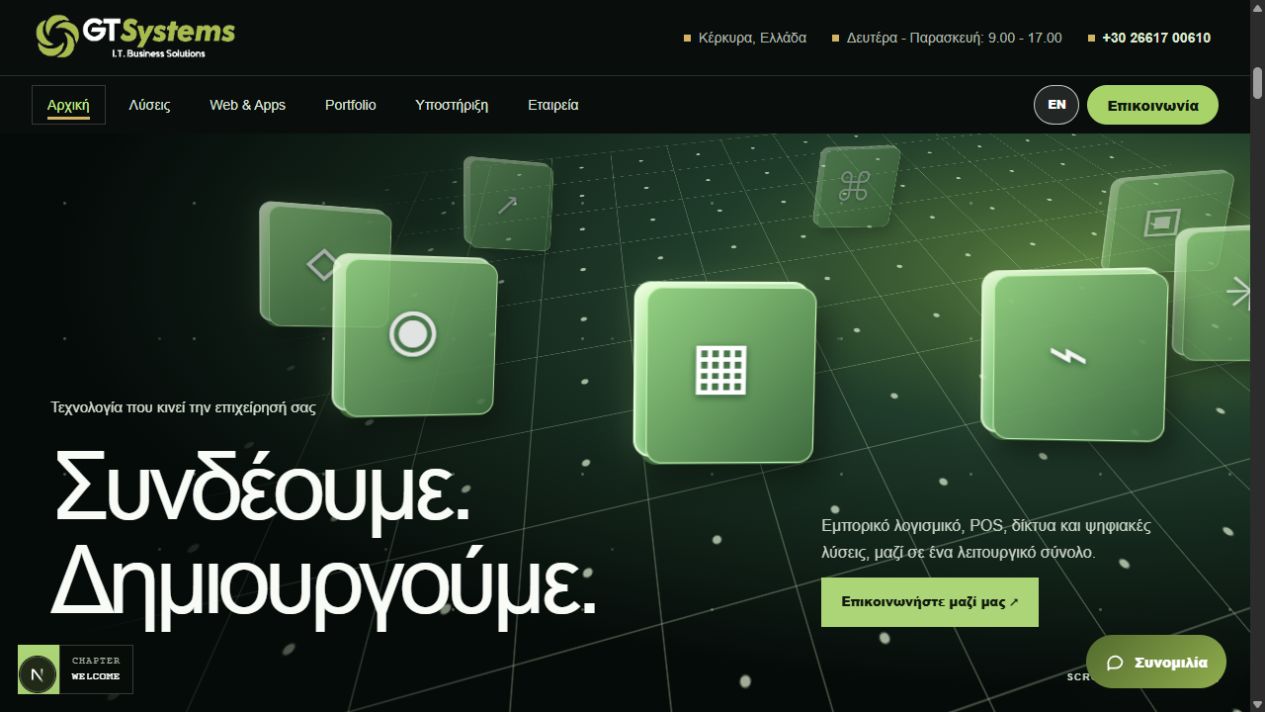 GTSystems
I.T. Business Solutions
Κέρκυρα, Ελλάδα
Δευτέρα - Παρασκευή: 9.00 - 17.00
+30 26617 00610
Αρχική
Λύσεις
Web & Apps
Portfolio
Υποστήριξη
Εταιρεία
EN
Επικοινωνία
Τεχνολογία που κινεί την επιχείρησή σας
Συνδέουμε.
Δημιουργούμε.
Εμπορικό λογισμικό, POS, δίκτυα και ψηφιακές
λύσεις, μαζί σε ένα λειτουργικό σύνολο.
Επικοινωνήστε μαζί μας ↗
N
CHAPTER
WELCOME
Συνομιλία